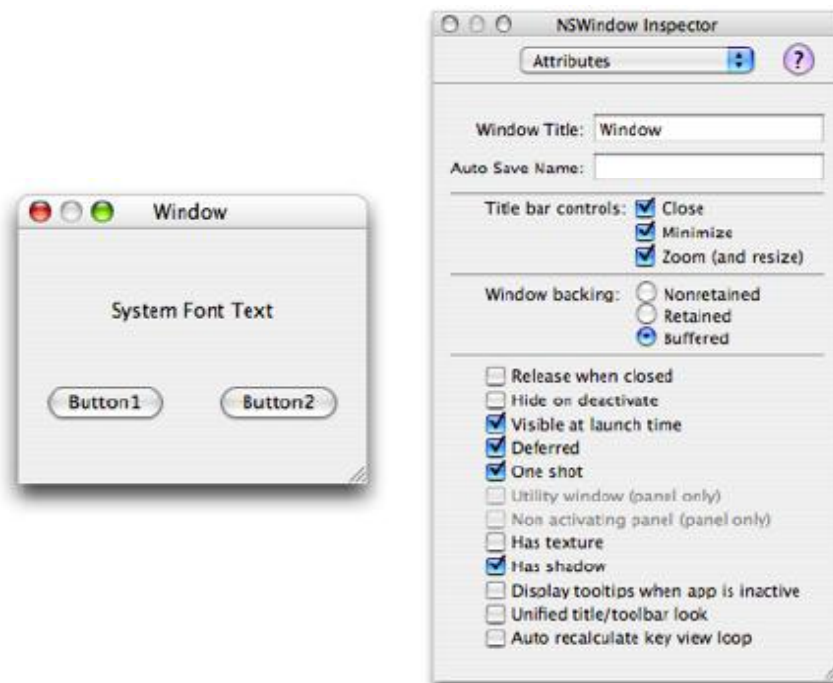 Window
System Font Text
Button1
Button2
NSWindow Inspector
Attributes
?
Window Title: Window
Auto Save Name:
Title bar controls: Close
Minimize
Zoom (and resize)
Window backing: Nonretained
Retained
Buffered
Release when closed
Hide on deactivate
Visible at launch time
Deferred
One shot
Utility window (panel only)
Non activating panel (panel only)
Has texture
Has shadow
Display tooltips when app is inactive
Unified title/toolbar look
Auto recalculate key view loop